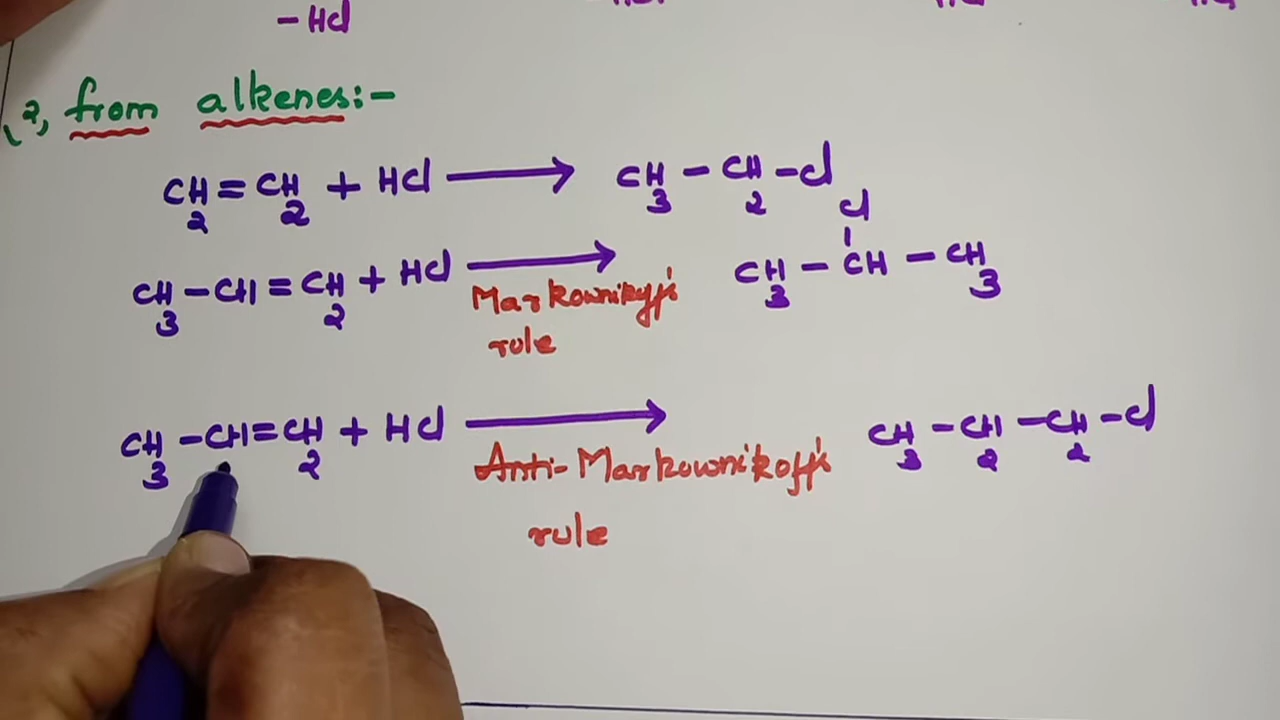 - HCl
2, from alkenes:-
CH2 = CH2 + HCl ⟶ CH3 - CH2 - Cl
Cl
CH3 - CH = CH2 + HCl ⟶ CH3 - CH - CH3
Markownikoff's
rule
CH3 - CH = CH2 + HCl ⟶ CH3 - CH2 - CH2 - Cl
Anti-Markownikoff's
rule